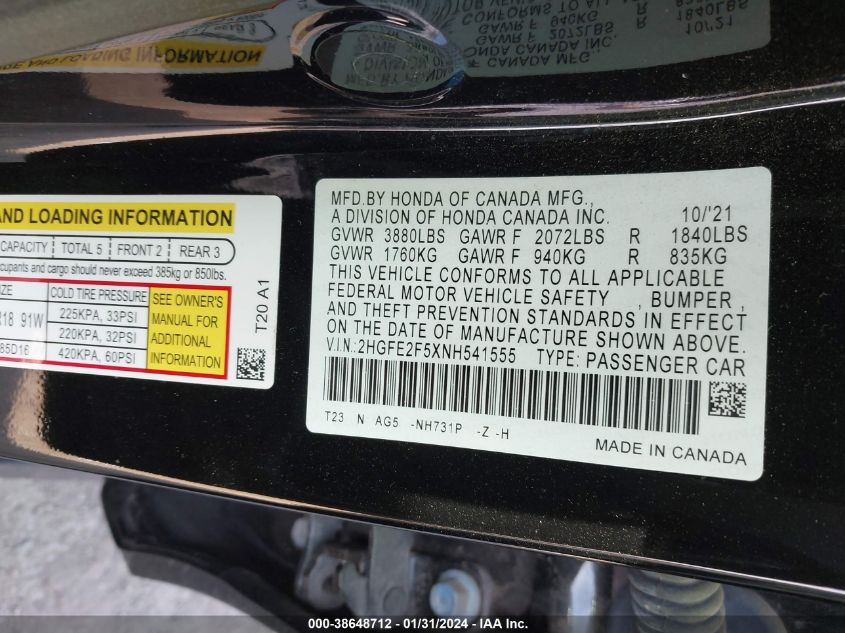 AND LOADING INFORMATION
CAPACITY TOTAL 5 FRONT 2 REAR 3
cupants and cargo should never exceed 385kg or 850lbs.
IZE COLD TIRE PRESSURE SEE OWNER'S MANUAL FOR ADDITIONAL INFORMATION
R18 91W 225KPA, 33PSI
220KPA, 32PSI
85D16 420KPA, 60PSI
T20 A1
MFD.BY HONDA OF CANADA MFG.,
A DIVISION OF HONDA CANADA INC. 10/'21
GVWR 3880LBS GAWR F 2072LBS R 1840LBS
GVWR 1760KG GAWR F 940KG R 835KG
THIS VEHICLE CONFORMS TO ALL APPLICABLE
FEDERAL MOTOR VEHICLE SAFETY , BUMPER ,
AND THEFT PREVENTION STANDARDS IN EFFECT
ON THE DATE OF MANUFACTURE SHOWN ABOVE.
V.I.N:2HGFE2F5XNH541555 TYPE: PASSENGER CAR
T23 N AG5 -NH731P -Z -H
MADE IN CANADA
000-38648712 - 01/31/2024 - IAA Inc.